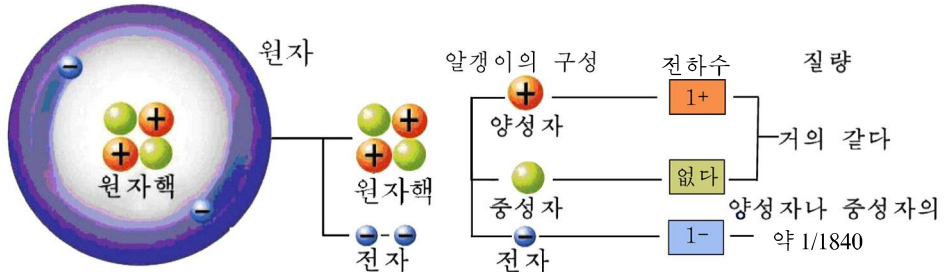 원자
원자핵
원자핵
전자
알갱이의 구성
양성자
중성자
전자
전하수
1+
없다
1-
질량
거의 같다
양성자나 중성자의
약 1/1840